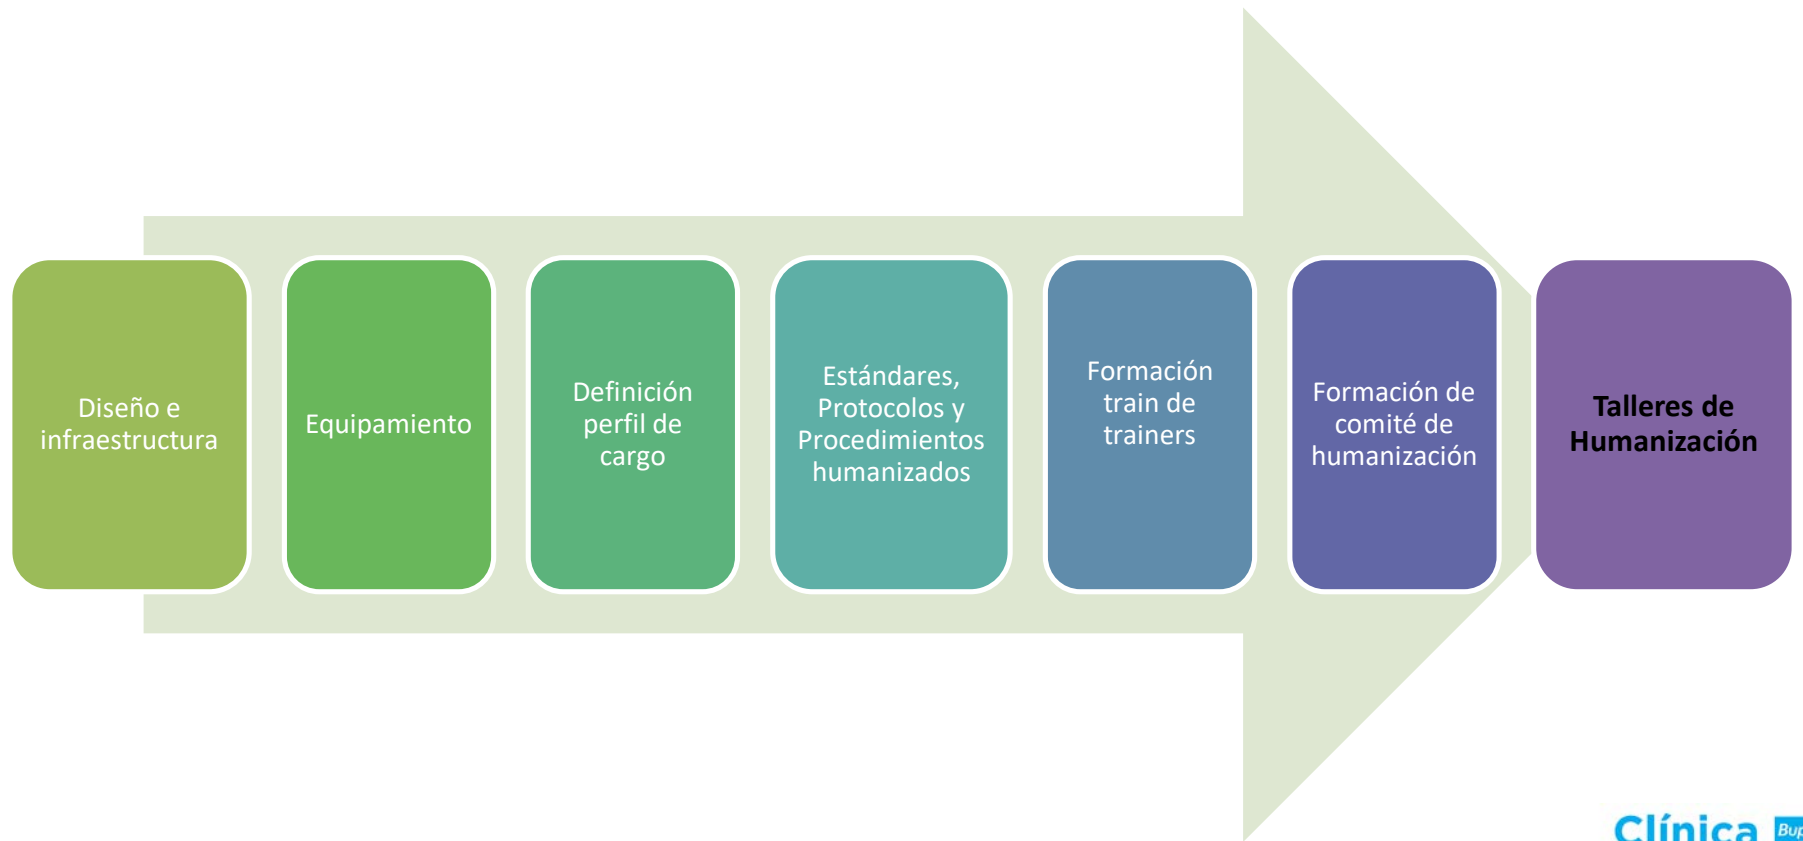 Diseño e
infraestructura
Equipamiento
Definición
perfil de
cargo
Estándares,
Protocolos y
Procedimientos
humanizados
Formación
train de
trainers
Formación de
comité de
humanización
Talleres de
Humanización
Clínica